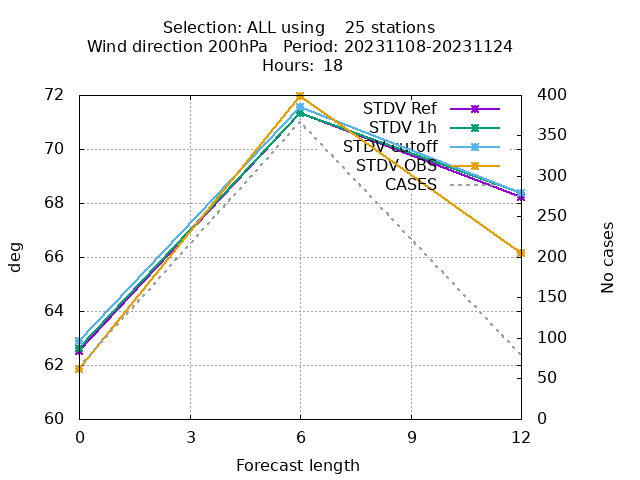 Selection: ALL using    25 stations
Wind direction 200hPa   Period: 20231108-20231124
Hours: 18
72 400
STDV Ref
350
STDV 1h
70 STDV cutoff
STDV OBS
300
CASES
68 250
deg
66 200
No cases
150
64
100
62
50
60 0
0 3 6 9 12
Forecast length